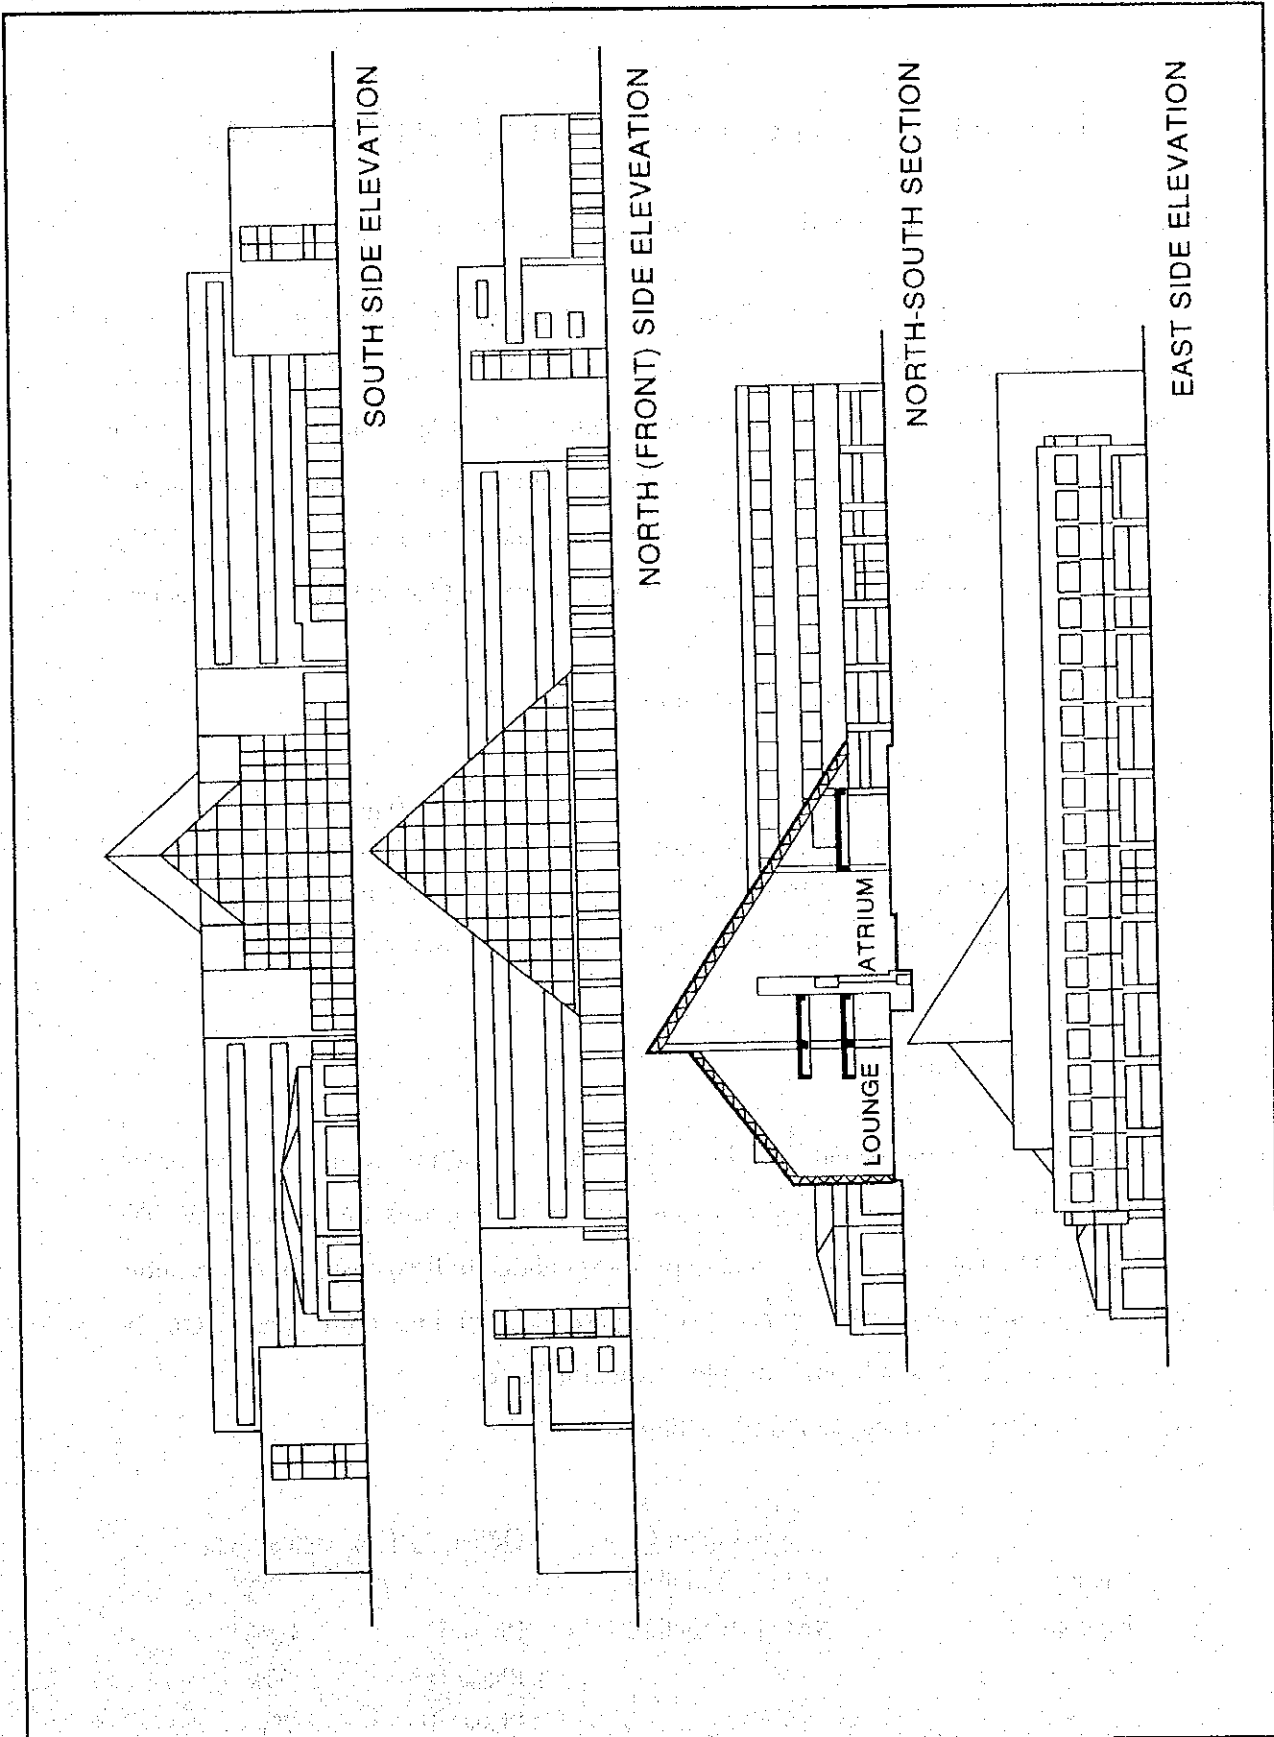 SOUTH SIDE ELEVATION
NORTH (FRONT) SIDE ELEVEATION
LOUNGE
ATRIUM
NORTH-SOUTH SECTION
EAST SIDE ELEVATION